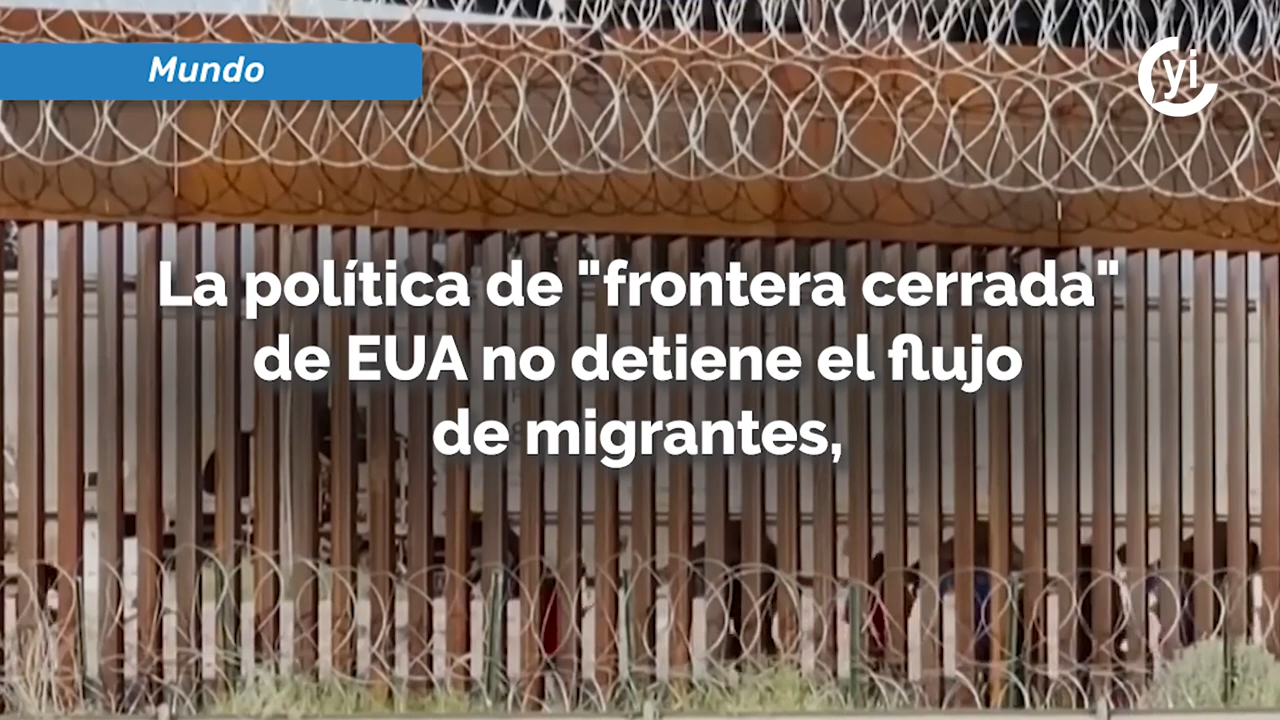 Mundo
yi
La política de "frontera cerrada"
de EUA no detiene el flujo
de migrantes,